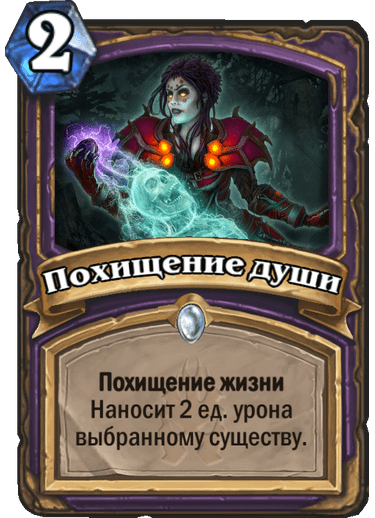 2
Похищение души
Похищение жизни
Наносит 2 ед. урона
выбранному существу.